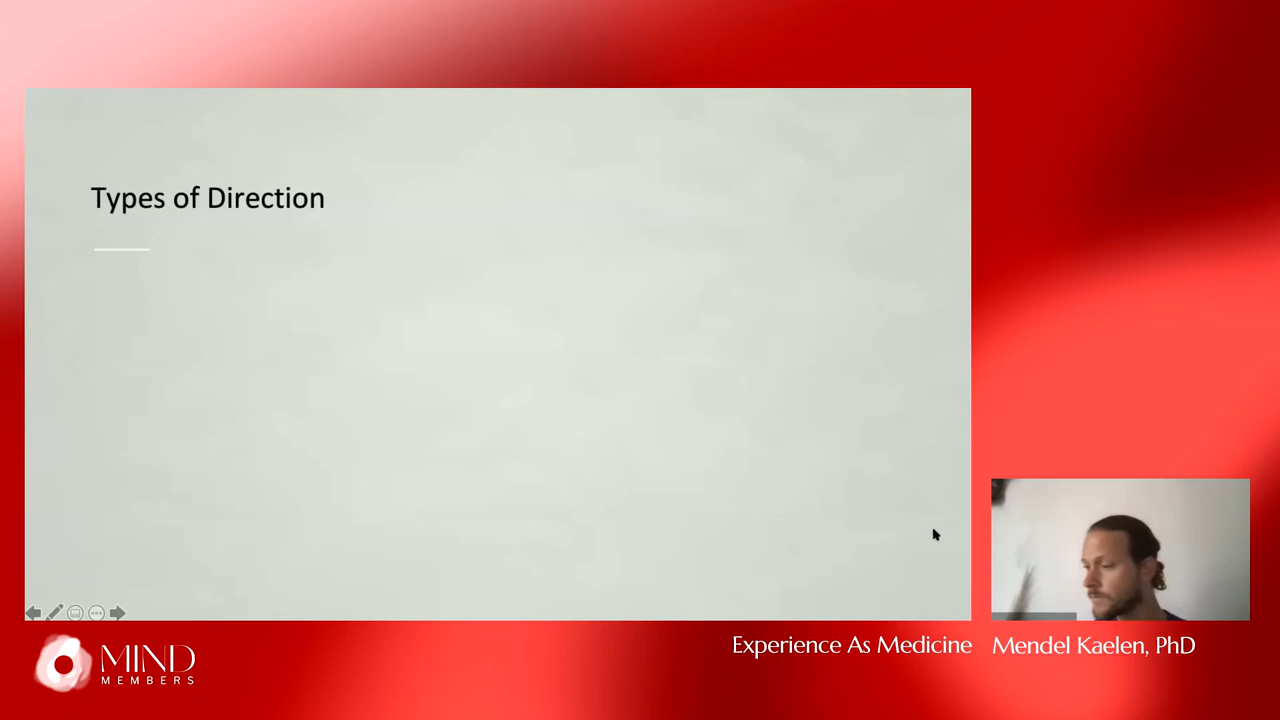 Types of Direction
Experience As Medicine
Mendel Kaelen, PhD
MIND
MEMBERS